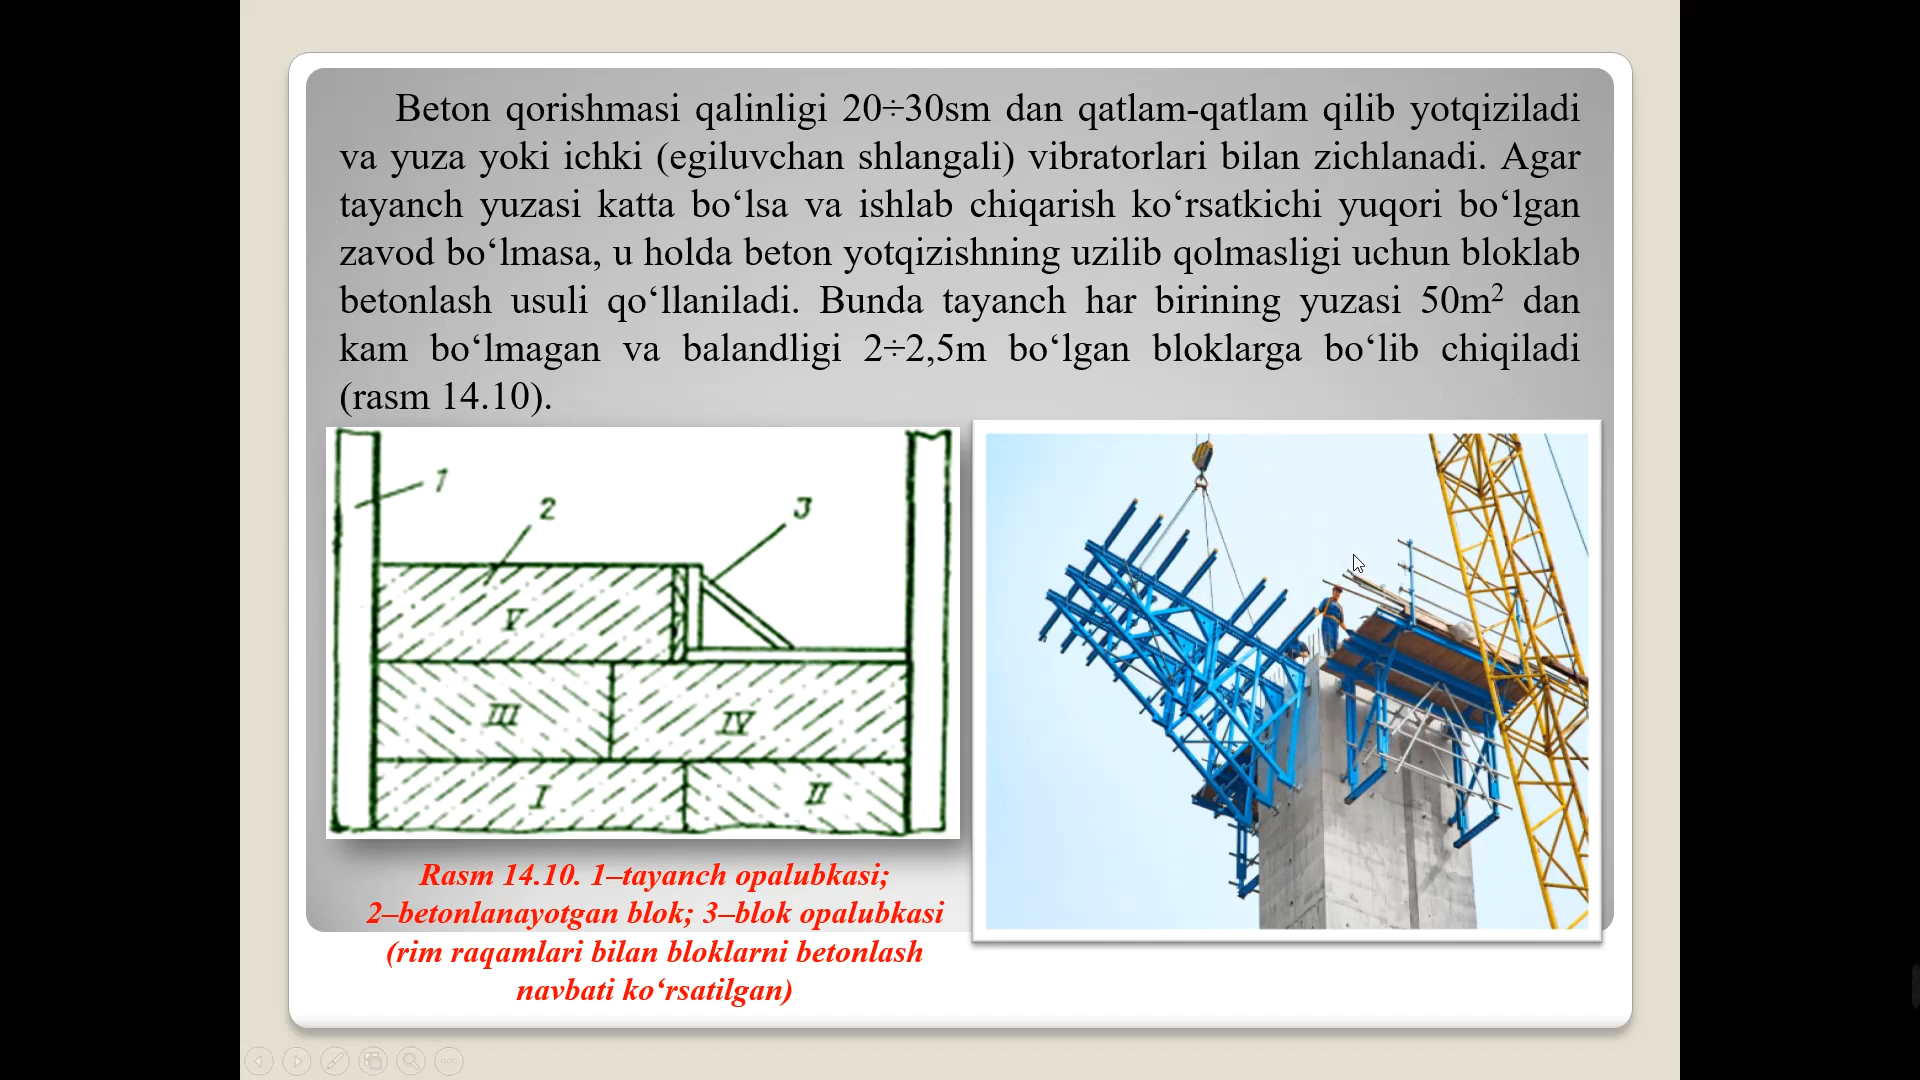 Beton qorishmasi qalinligi 20÷30sm dan qatlam-qatlam qilib yotqiziladi
va yuza yoki ichki (egiluvchan shlangali) vibratorlari bilan zichlanadi. Agar
tayanch yuzasi katta bo‘lsa va ishlab chiqarish ko‘rsatkichi yuqori bo‘lgan
zavod bo‘lmasa, u holda beton yotqizishning uzilib qolmasligi uchun bloklab
betonlash usuli qo‘llaniladi. Bunda tayanch har birining yuzasi 50m² dan
kam bo‘lmagan va balandligi 2÷2,5m bo‘lgan bloklarga bo‘lib chiqiladi
(rasm 14.10).
1
2
3
V
III
IV
I
II
Rasm 14.10. 1–tayanch opalubkasi;
2–betonlanayotgan blok; 3–blok opalubkasi
(rim raqamlari bilan bloklarni betonlash
navbati ko‘rsatilgan)